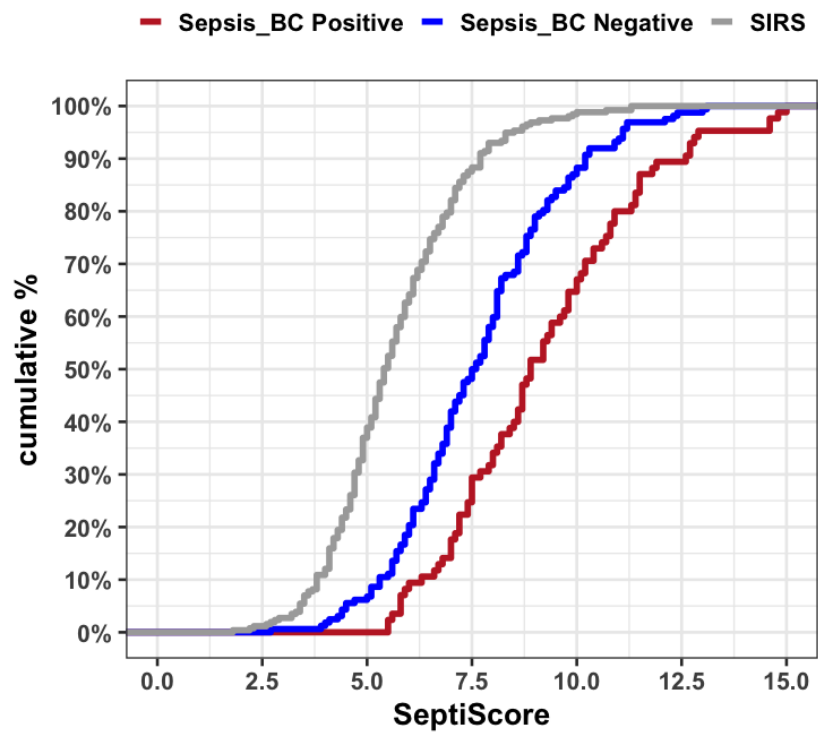 Sepsis_BC Positive Sepsis_BC Negative SIRS
100%
90%
80%
70%
60%
50%
40%
30%
20%
10%
0%
cumulative %
0.0 2.5 5.0 7.5 10.0 12.5 15.0
SeptiScore